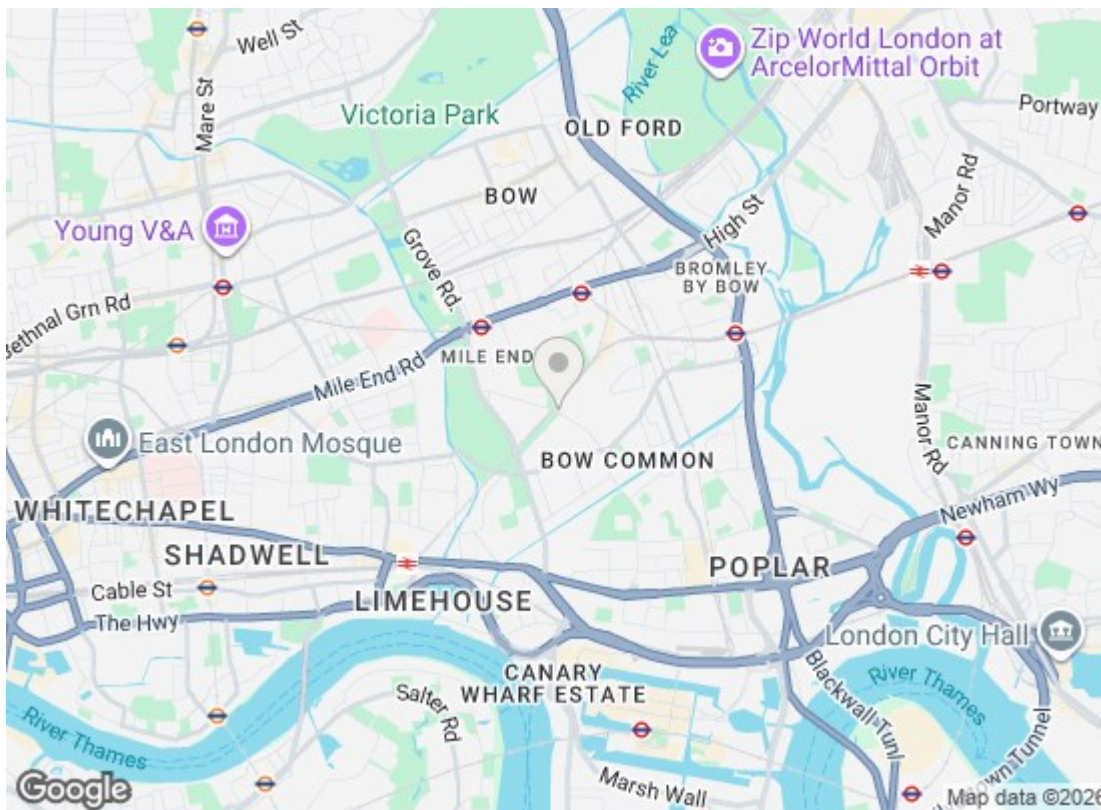 Well St
Zip World London at
ArcelorMittal Orbit
River Lea
Portway
Mare St
Victoria Park
OLD FORD
Manor Rd
BOW
Young V&A
High St
Grove Rd.
BROMLEY
BY BOW
Bethnal Grn Rd
MILE END
Mile End Rd
Manor Rd
East London Mosque
CANNING TOWN
BOW COMMON
WHITECHAPEL
Newham Wy
SHADWELL
POPLAR
Cable St
LIMEHOUSE
The Hwy
London City Hall
CANARY
WHARF ESTATE
Salter Rd
Blackwall Tunl
River Thames
River Thames
Marsh Wall
own Tunnel
Google
Map data ©2026